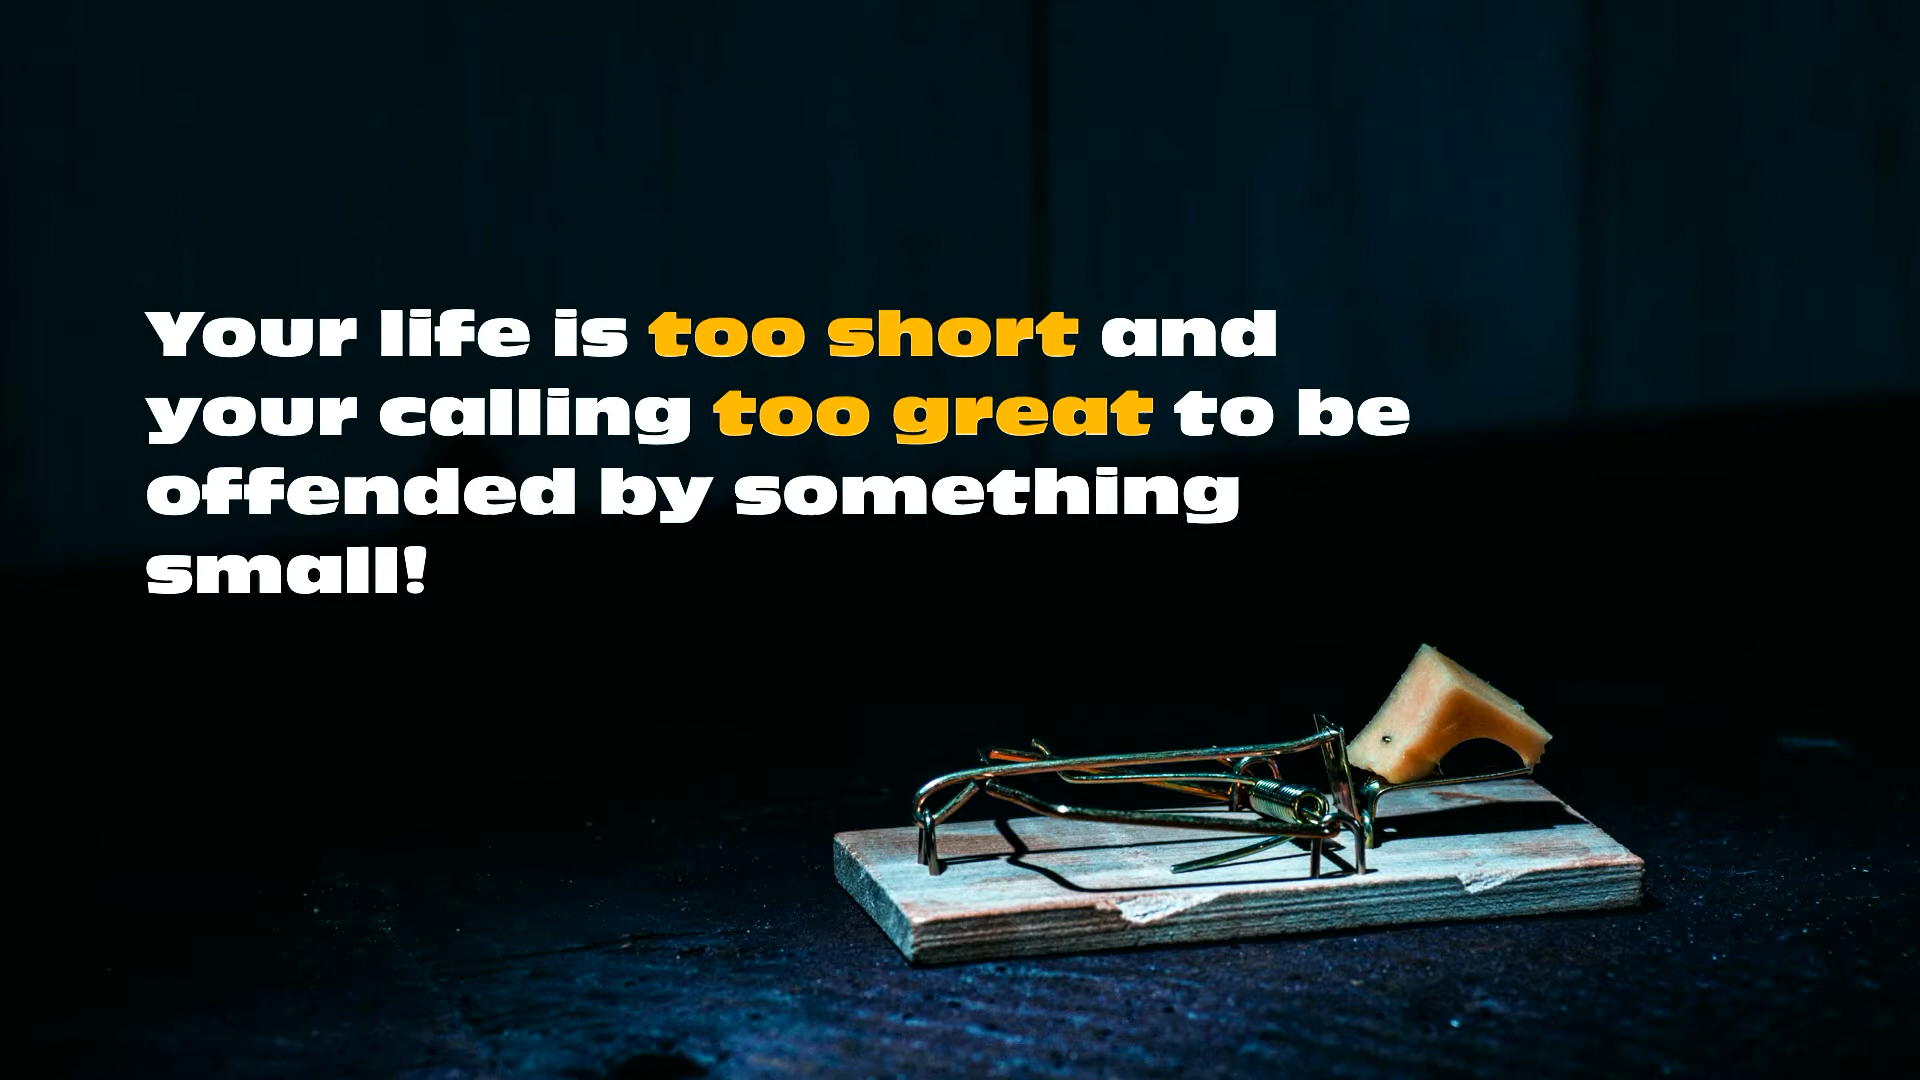 Your life is too short and
your calling too great to be
offended by something
small!